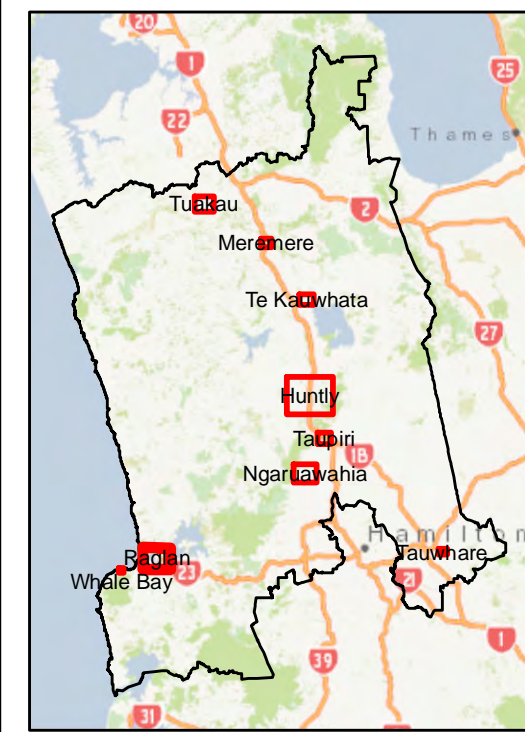 20
1
25
22
Thames
Tuakau
2
Meremere
Te Kauwhata
27
Huntly
Taupiri
1B
Ngaruawahia
Hamilton
Tauwhare
Raglan
23
Whale Bay
21
1
39
31